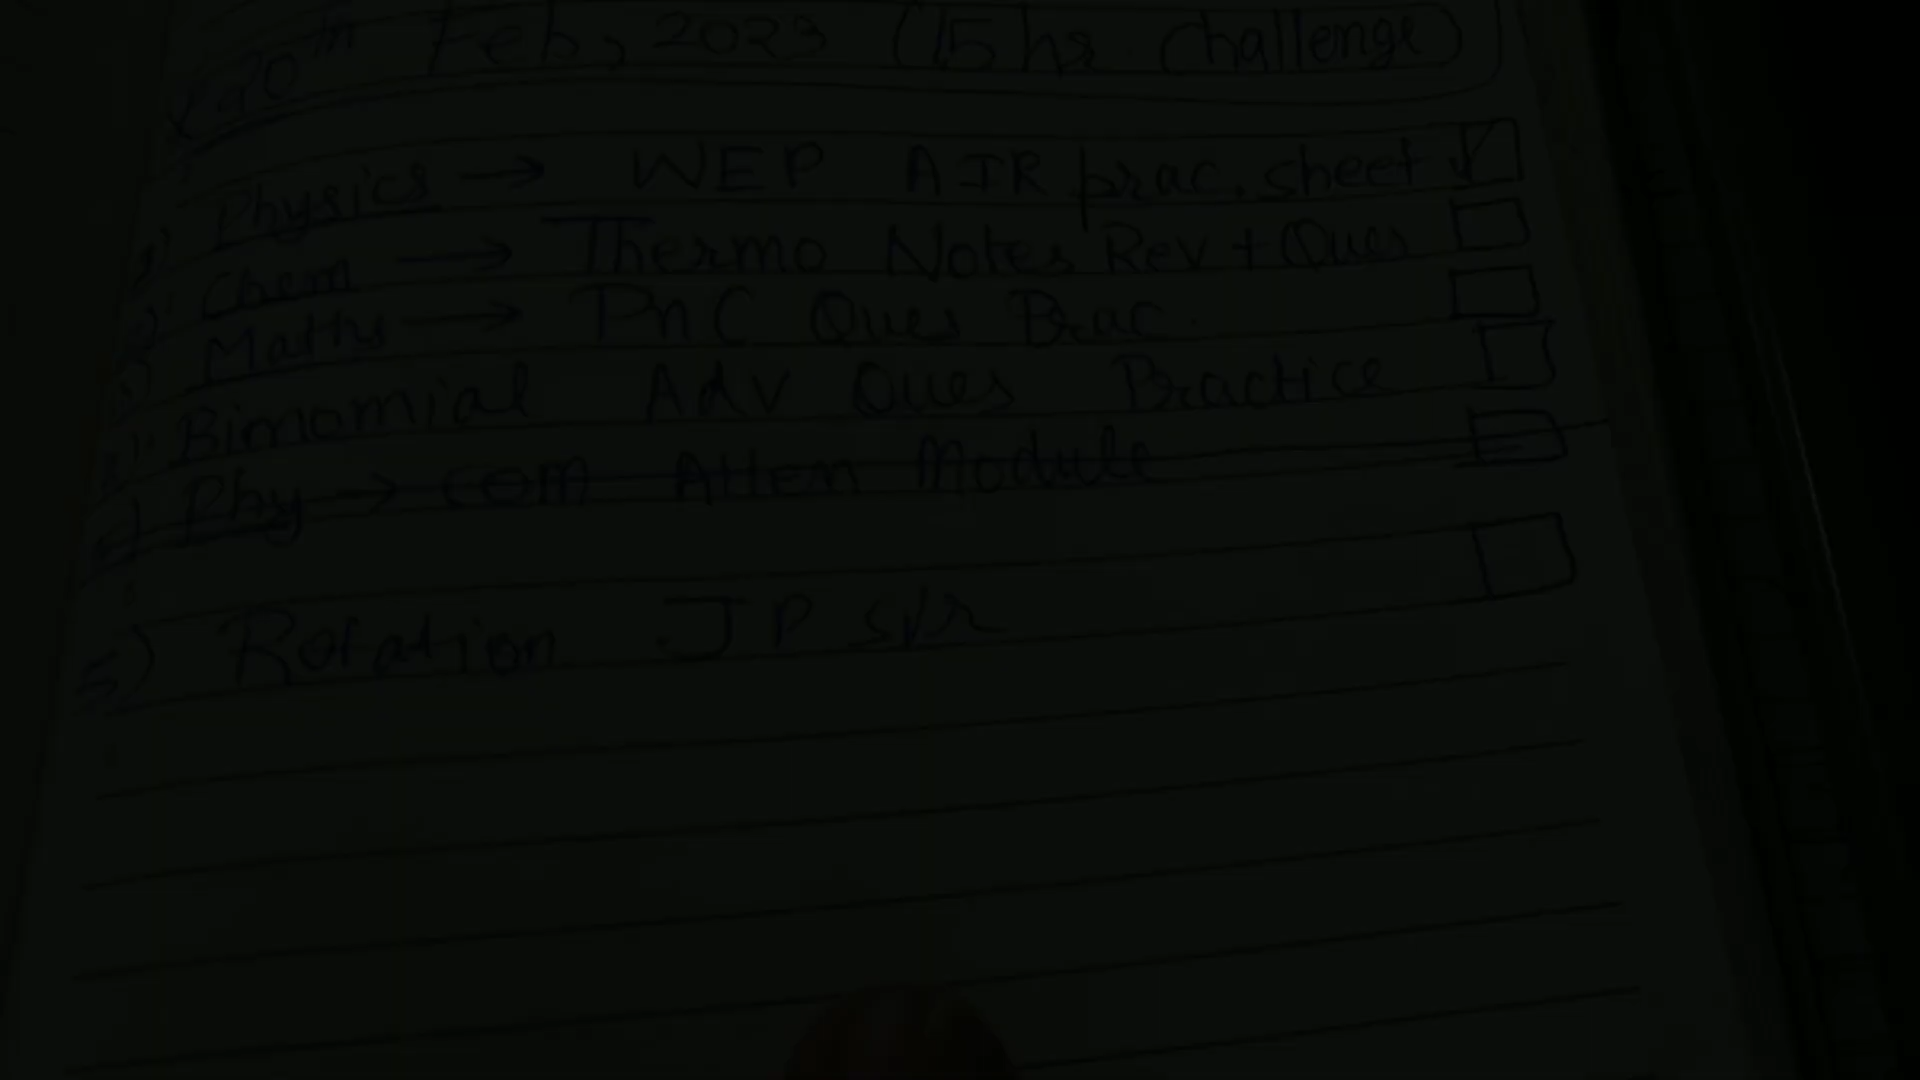 20th Feb, 2023 (15 hr Challenge)
1) Physics → WEP AIR prac. sheet
2) Chem → Thermo Notes Rev + Ques
3) Maths → PnC Ques Prac.
4) Binomial Adv Ques Practice
5) Phy → COM Allen Module
5) Rotation JP sir